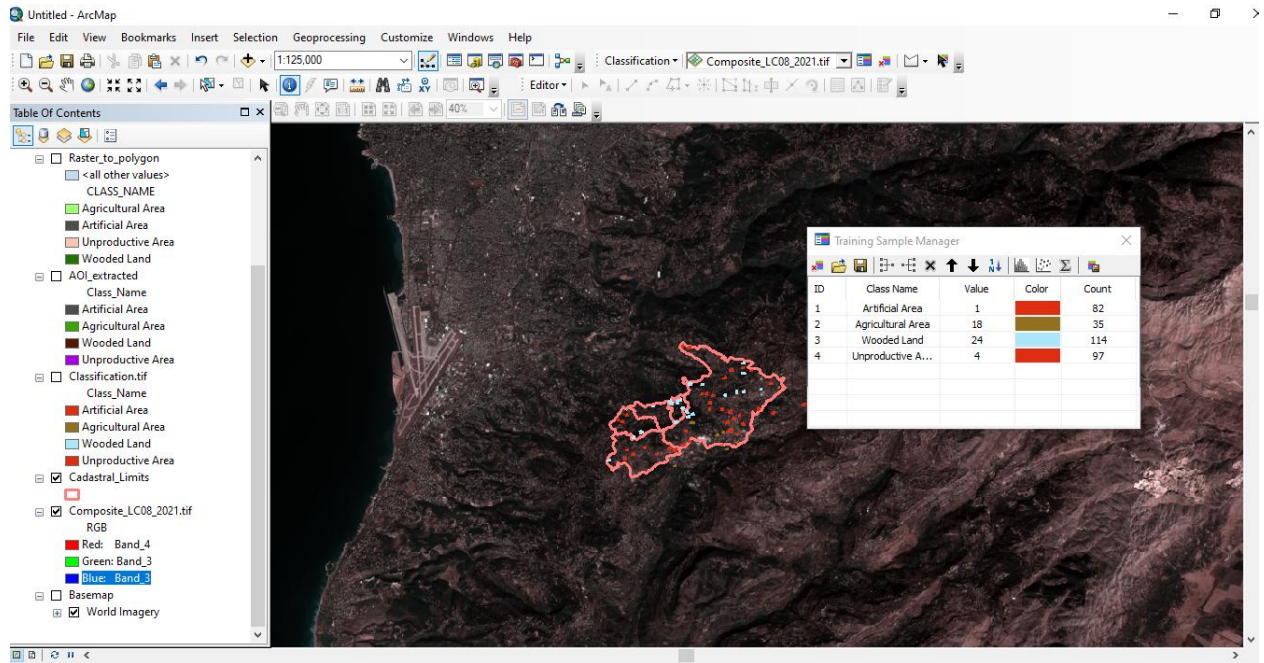 Untitled - ArcMap
File Edit View Bookmarks Insert Selection Geoprocessing Customize Windows Help
1:125,000
Classification
Composite_LC08_2021.tif
Editor
Table Of Contents
40%
Raster_to_polygon
<all other values>
CLASS_NAME
Agricultural Area
Artificial Area
Unproductive Area
Wooded Land
AOI_extracted
Class_Name
Artificial Area
Agricultural Area
Wooded Land
Unproductive Area
Classification.tif
Class_Name
Artificial Area
Agricultural Area
Wooded Land
Unproductive Area
Cadastral_Limits
Composite_LC08_2021.tif
RGB
Red: Band_4
Green: Band_3
Blue: Band_3
Basemap
World Imagery
Training Sample Manager
ID Class Name Value Color Count
1 Artificial Area 1 82
2 Agricultural Area 18 35
3 Wooded Land 24 114
4 Unproductive A... 4 97